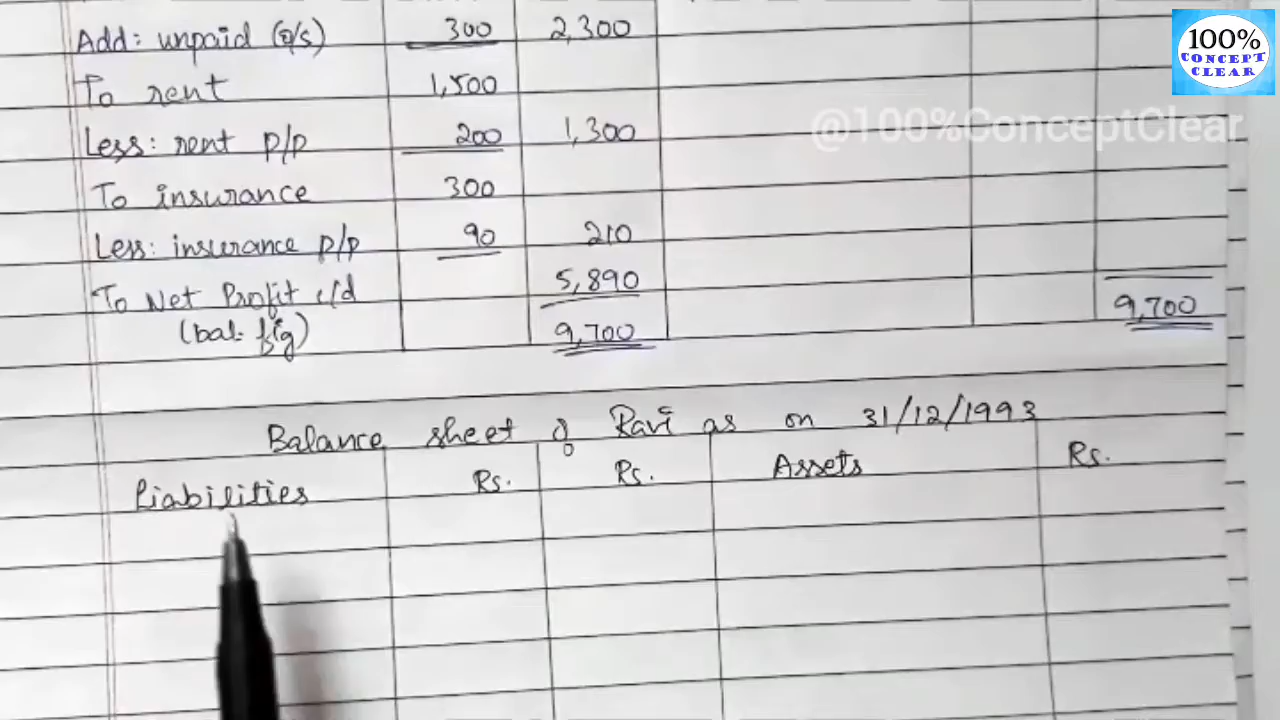 100%
CONCEPT
CLEAR
Add: unpaid (o/s) 300 2,300
To rent 1,500
@100%ConceptClear
Less: rent p/p 200 1,300
To insurance 300
Less: insurance p/p 90 210
To Net Profit c/d 5,890
(bal. fig) 9,700 9,700
Balance sheet of Ravi as on 31/12/1993
Liabilities Rs. Rs. Assets Rs.